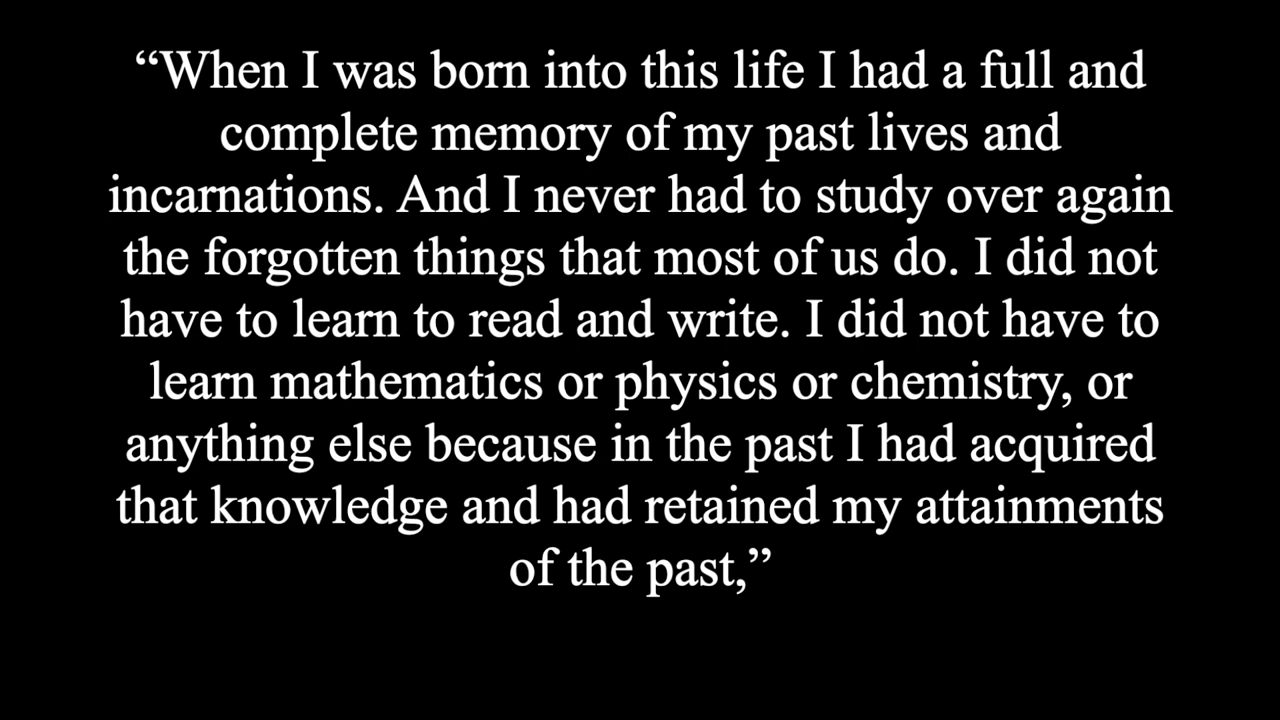 “When I was born into this life I had a full and
complete memory of my past lives and
incarnations. And I never had to study over again
the forgotten things that most of us do. I did not
have to learn to read and write. I did not have to
learn mathematics or physics or chemistry, or
anything else because in the past I had acquired
that knowledge and had retained my attainments
of the past,”